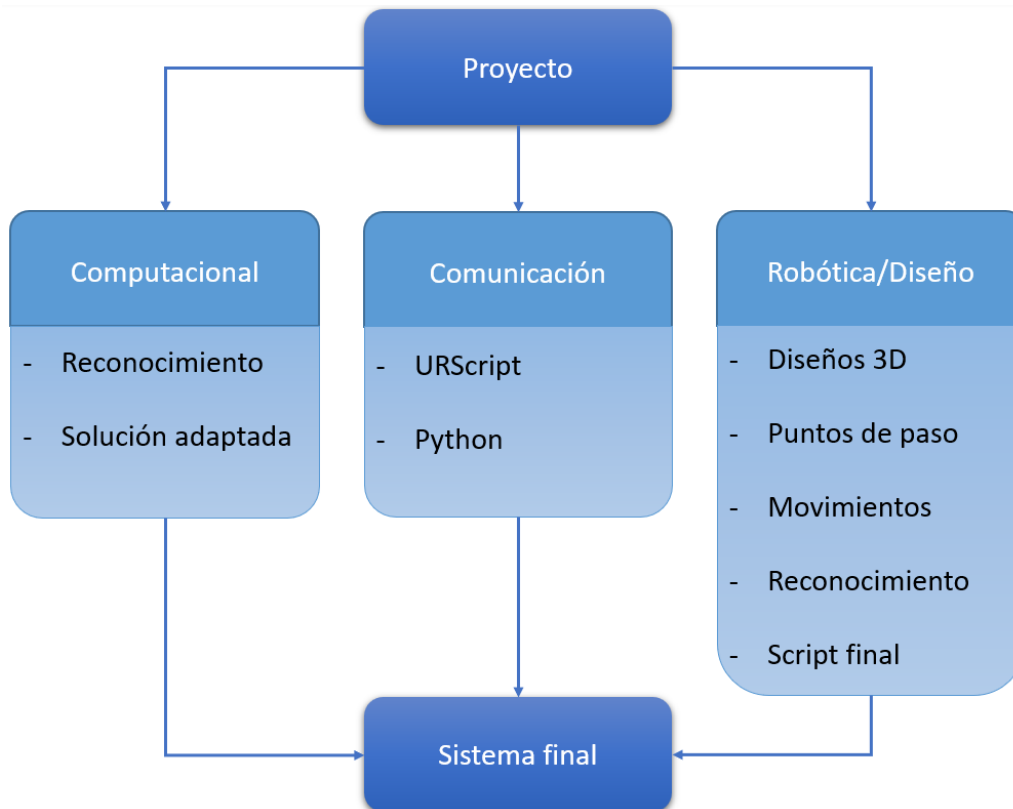 Proyecto
Computacional
- Reconocimiento
- Solución adaptada
Comunicación
- URScript
- Python
Robótica/Diseño
- Diseños 3D
- Puntos de paso
- Movimientos
- Reconocimiento
- Script final
Sistema final